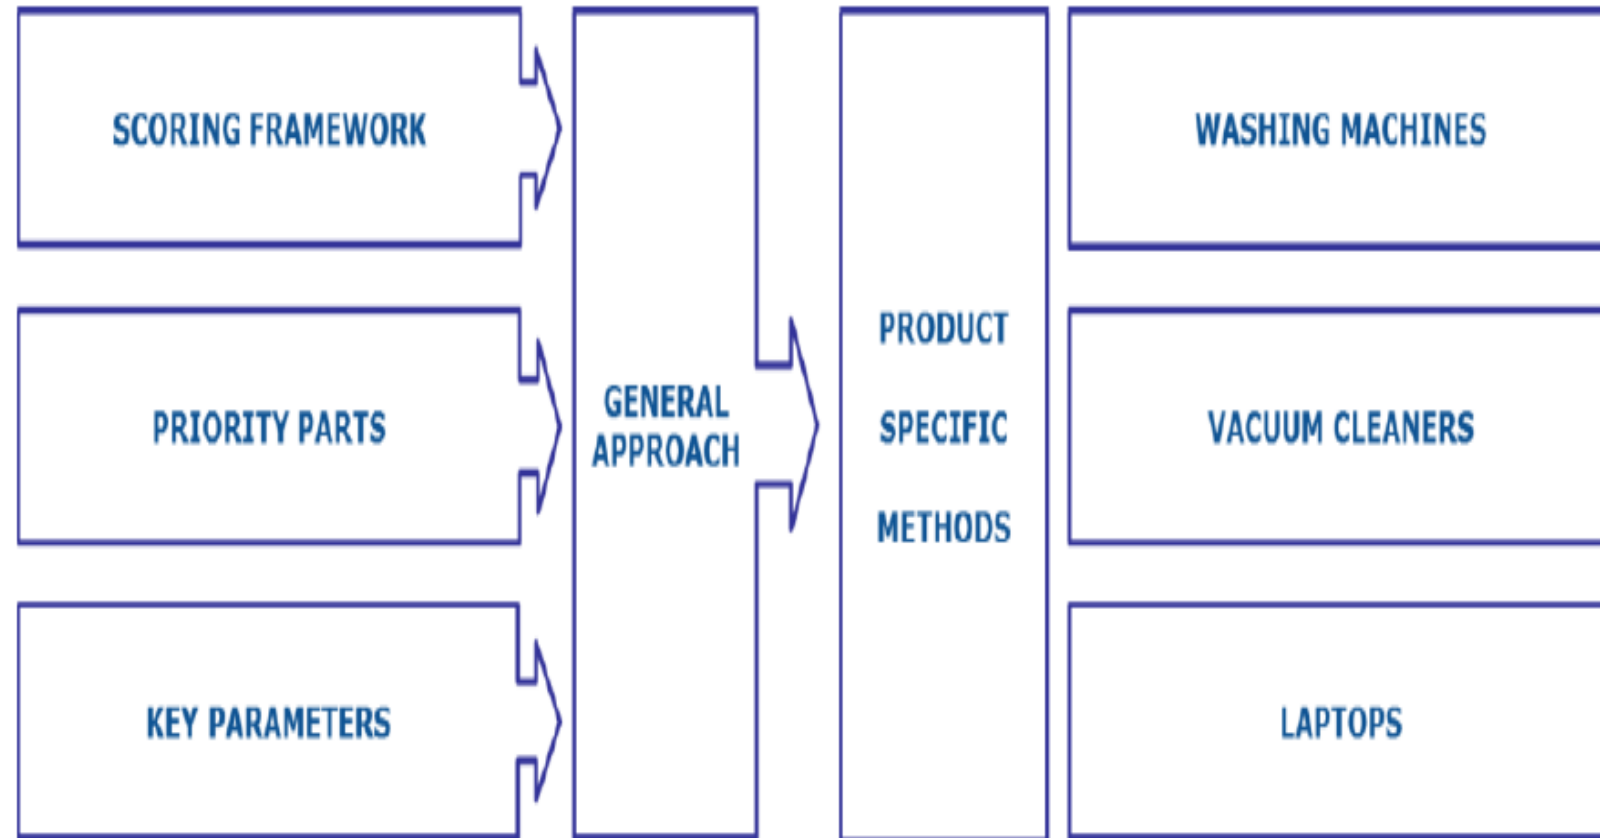 SCORING FRAMEWORK
PRIORITY PARTS
KEY PARAMETERS
GENERAL
APPROACH
PRODUCT
SPECIFIC
METHODS
WASHING MACHINES
VACUUM CLEANERS
LAPTOPS